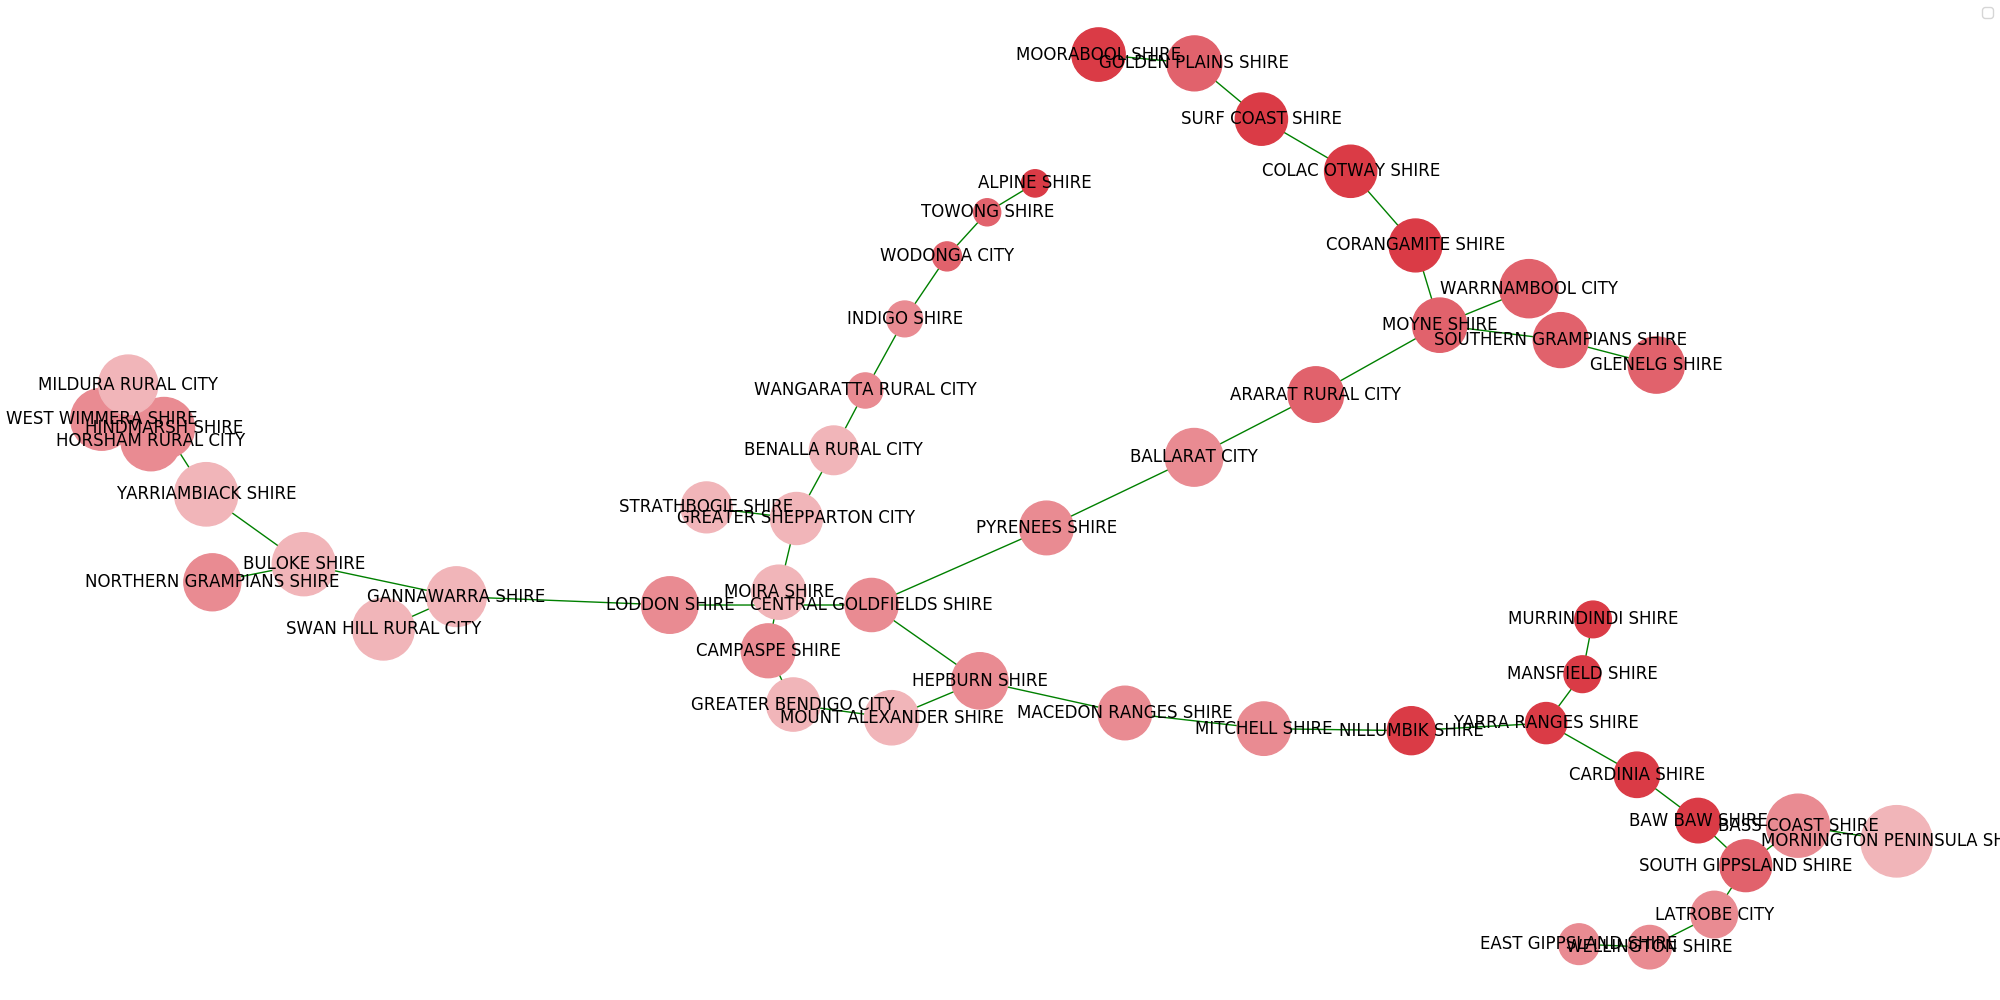 MOORABOOL SHIRE
GOLDEN PLAINS SHIRE
SURF COAST SHIRE
COLAC OTWAY SHIRE
ALPINE SHIRE
TOWONG SHIRE
CORANGAMITE SHIRE
WODONGA CITY
WARRNAMBOOL CITY
INDIGO SHIRE
MOYNE SHIRE
SOUTHERN GRAMPIANS SHIRE
GLENELG SHIRE
MILDURA RURAL CITY
WANGARATTA RURAL CITY
ARARAT RURAL CITY
WEST WIMMERA SHIRE
HINDMARSH SHIRE
HORSHAM RURAL CITY
BENALLA RURAL CITY
BALLARAT CITY
YARRIAMBIACK SHIRE
STRATHBOGIE SHIRE
GREATER SHEPPARTON CITY
PYRENEES SHIRE
BULOKE SHIRE
NORTHERN GRAMPIANS SHIRE
MOIRA SHIRE
GANNAWARRA SHIRE
LODDON SHIRE
CENTRAL GOLDFIELDS SHIRE
MURRINDINDI SHIRE
SWAN HILL RURAL CITY
CAMPASPE SHIRE
MANSFIELD SHIRE
HEPBURN SHIRE
GREATER BENDIGO CITY
MACEDON RANGES SHIRE
MOUNT ALEXANDER SHIRE
YARRA RANGES SHIRE
MITCHELL SHIRE
NILLUMBIK SHIRE
CARDINIA SHIRE
BAW BAW SHIRE
BASS COAST SHIRE
MORNINGTON PENINSULA SH
SOUTH GIPPSLAND SHIRE
LATROBE CITY
EAST GIPPSLAND SHIRE
WELLINGTON SHIRE